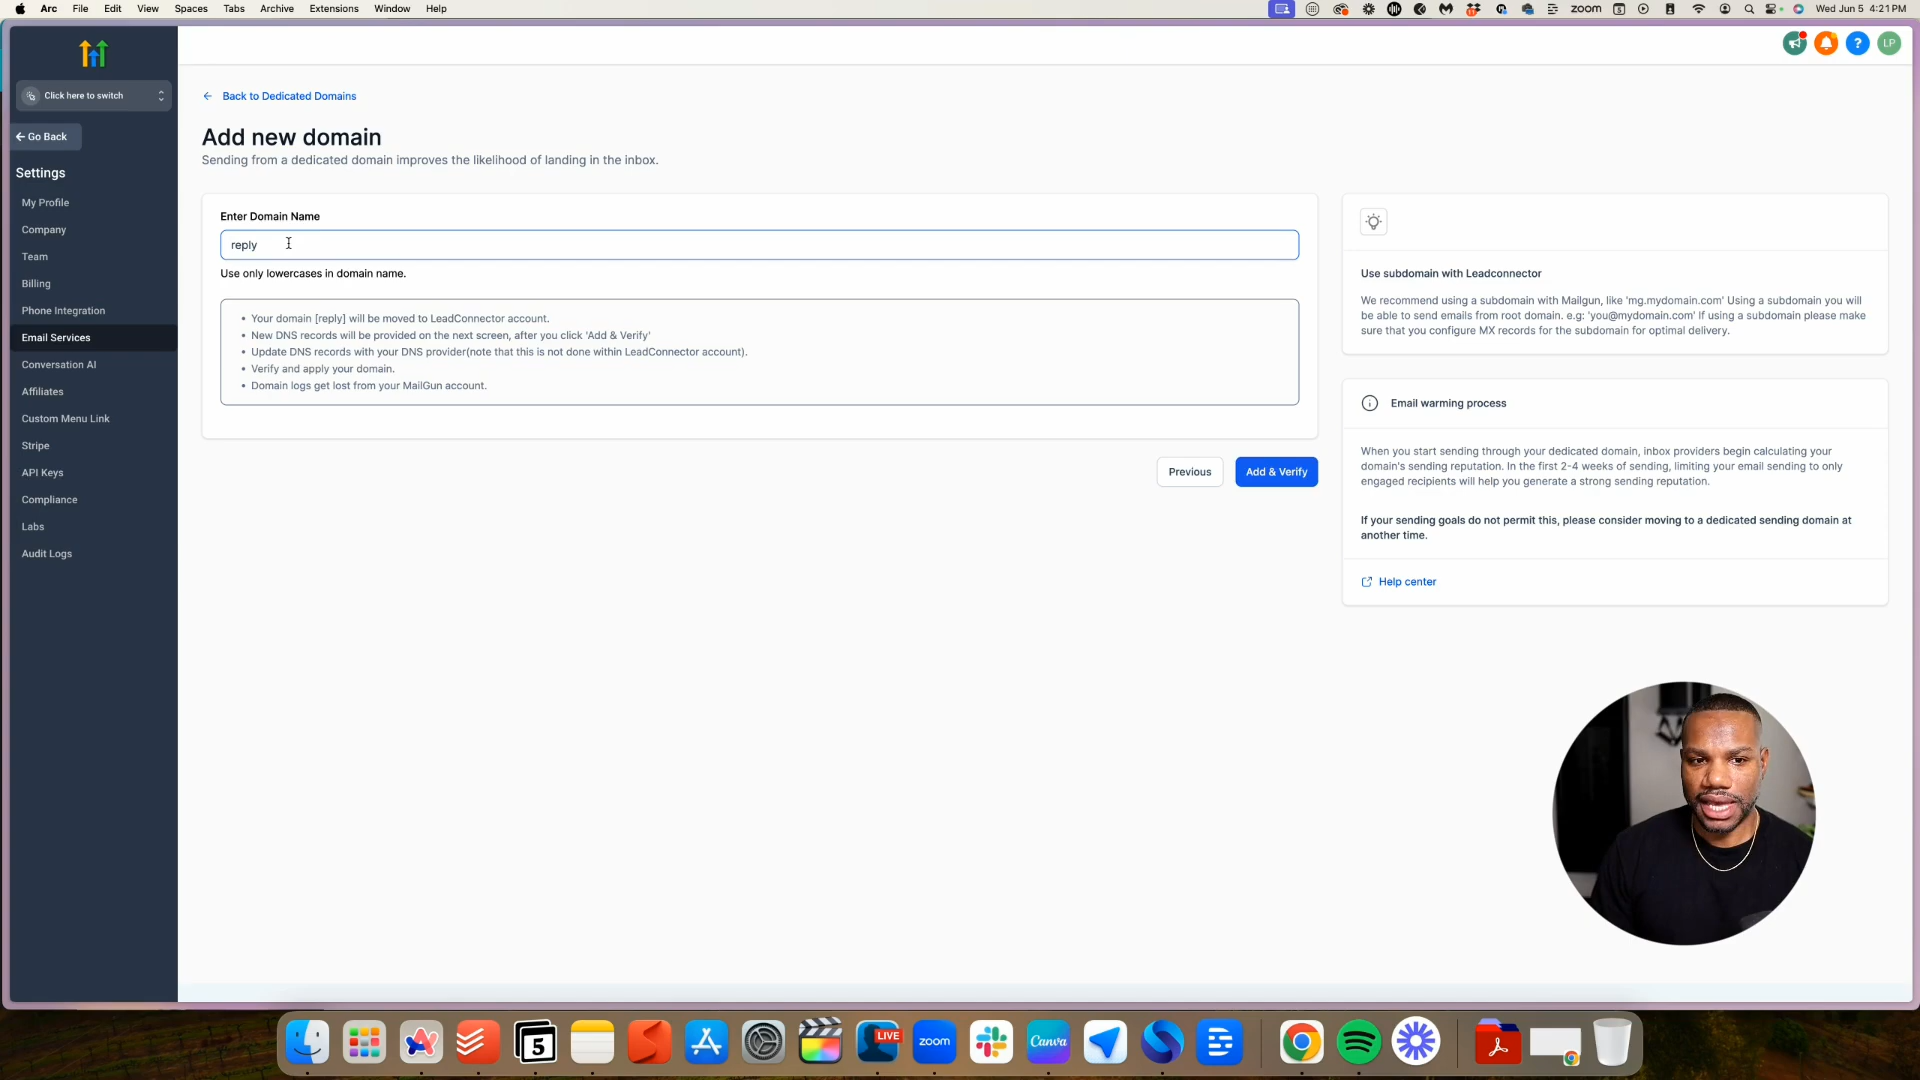 Arc File Edit View Spaces Tabs Archive Extensions Window Help
zoom
Wed Jun 5 4:21 PM
Click here to switch
LP
Go Back
Settings
My Profile
Company
Team
Billing
Phone Integration
Email Services
Conversation AI
Affiliates
Custom Menu Link
Stripe
API Keys
Compliance
Labs
Audit Logs
← Back to Dedicated Domains
Add new domain
Sending from a dedicated domain improves the likelihood of landing in the inbox.
Enter Domain Name
reply
Use only lowercases in domain name.
• Your domain [reply] will be moved to LeadConnector account.
• New DNS records will be provided on the next screen, after you click 'Add & Verify'
• Update DNS records with your DNS provider(note that this is not done within LeadConnector account).
• Verify and apply your domain.
• Domain logs get lost from your MailGun account.
Previous
Add & Verify
Use subdomain with Leadconnector
We recommend using a subdomain with Mailgun, like 'mg.mydomain.com' Using a subdomain you will
be able to send emails from root domain. e.g: 'you@mydomain.com' If using a subdomain please make
sure that you configure MX records for the subdomain for optimal delivery.
Email warming process
When you start sending through your dedicated domain, inbox providers begin calculating your
domain's sending reputation. In the first 2-4 weeks of sending, limiting your email sending to only
engaged recipients will help you generate a strong sending reputation.
If your sending goals do not permit this, please consider moving to a dedicated sending domain at
another time.
Help center
5
LIVE
zoom
Canva